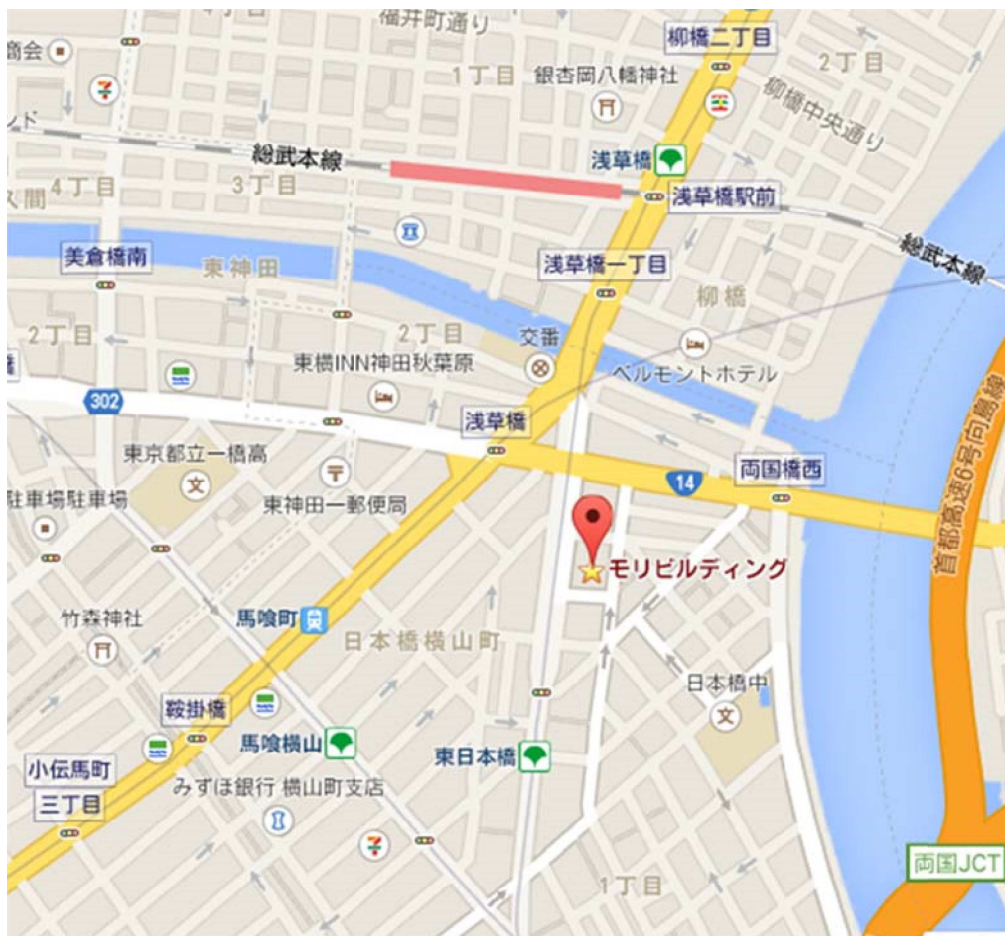 福井町通り
商会
柳橋二丁目
2丁目
1丁目
銀杏岡八幡神社
柳橋中央通り
ンド
総武本線
浅草橋
浅草橋駅前
久間
4丁目
3丁目
総武本線
美倉橋南
東神田
浅草橋一丁目
柳橋
2丁目
2丁目
交番
東横INN神田秋葉原
ベルモントホテル
橋
302
浅草橋
東京都立一橋高
両国橋西
14
東神田一郵便局
駐車場駐車場
首都高速6号向島線
モリビルディング
竹森神社
馬喰町
日本橋横山町
日本橋中
鞍掛橋
馬喰横山
東日本橋
小伝馬町
三丁目
みずほ銀行 横山町支店
両国JCT
1丁目